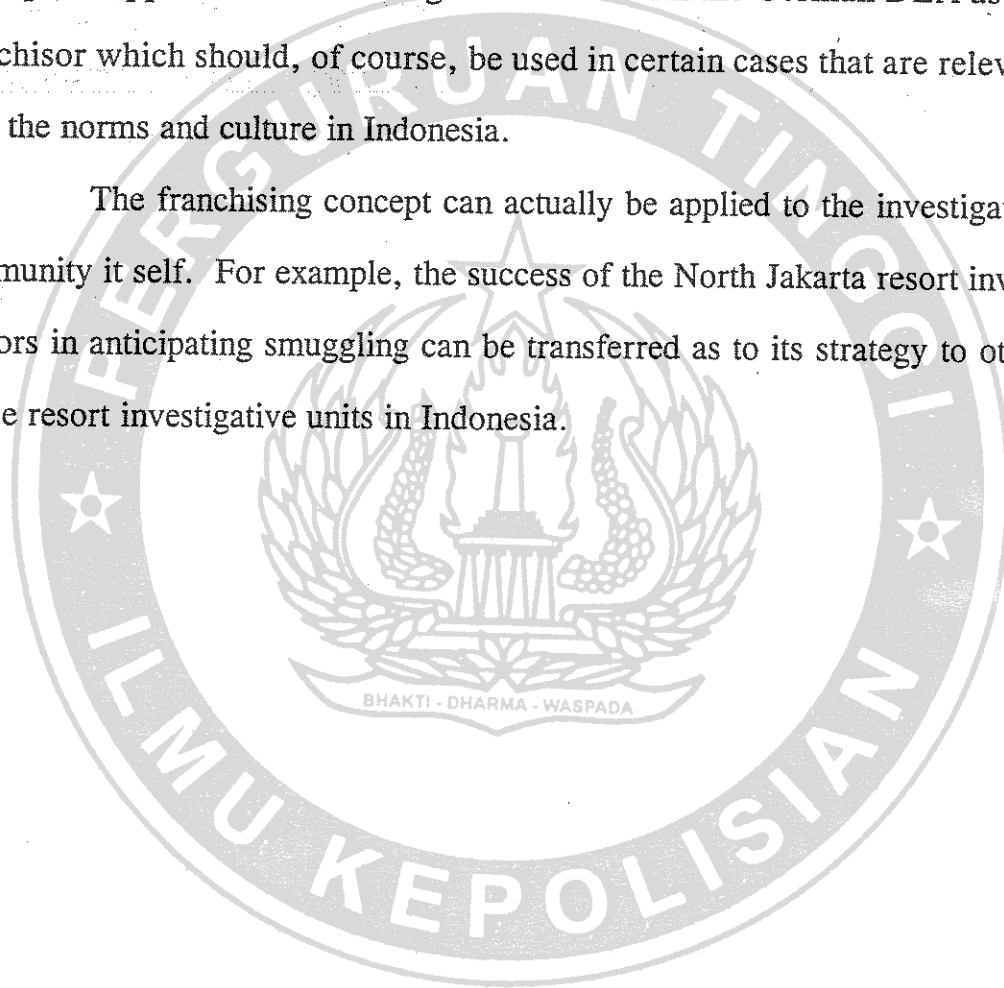 chisor which should, of course, be used in certain cases that are relev
the norms and culture in Indonesia.
The franchising concept can actually be applied to the investiga
munity it self. For example, the success of the North Jakarta resort inv
ors in anticipating smuggling can be transferred as to its strategy to ot
e resort investigative units in Indonesia.
PERGURUAN TINGGI
BHAKTI - DHARMA - WASPADA
ILMU KEPOLISIAN